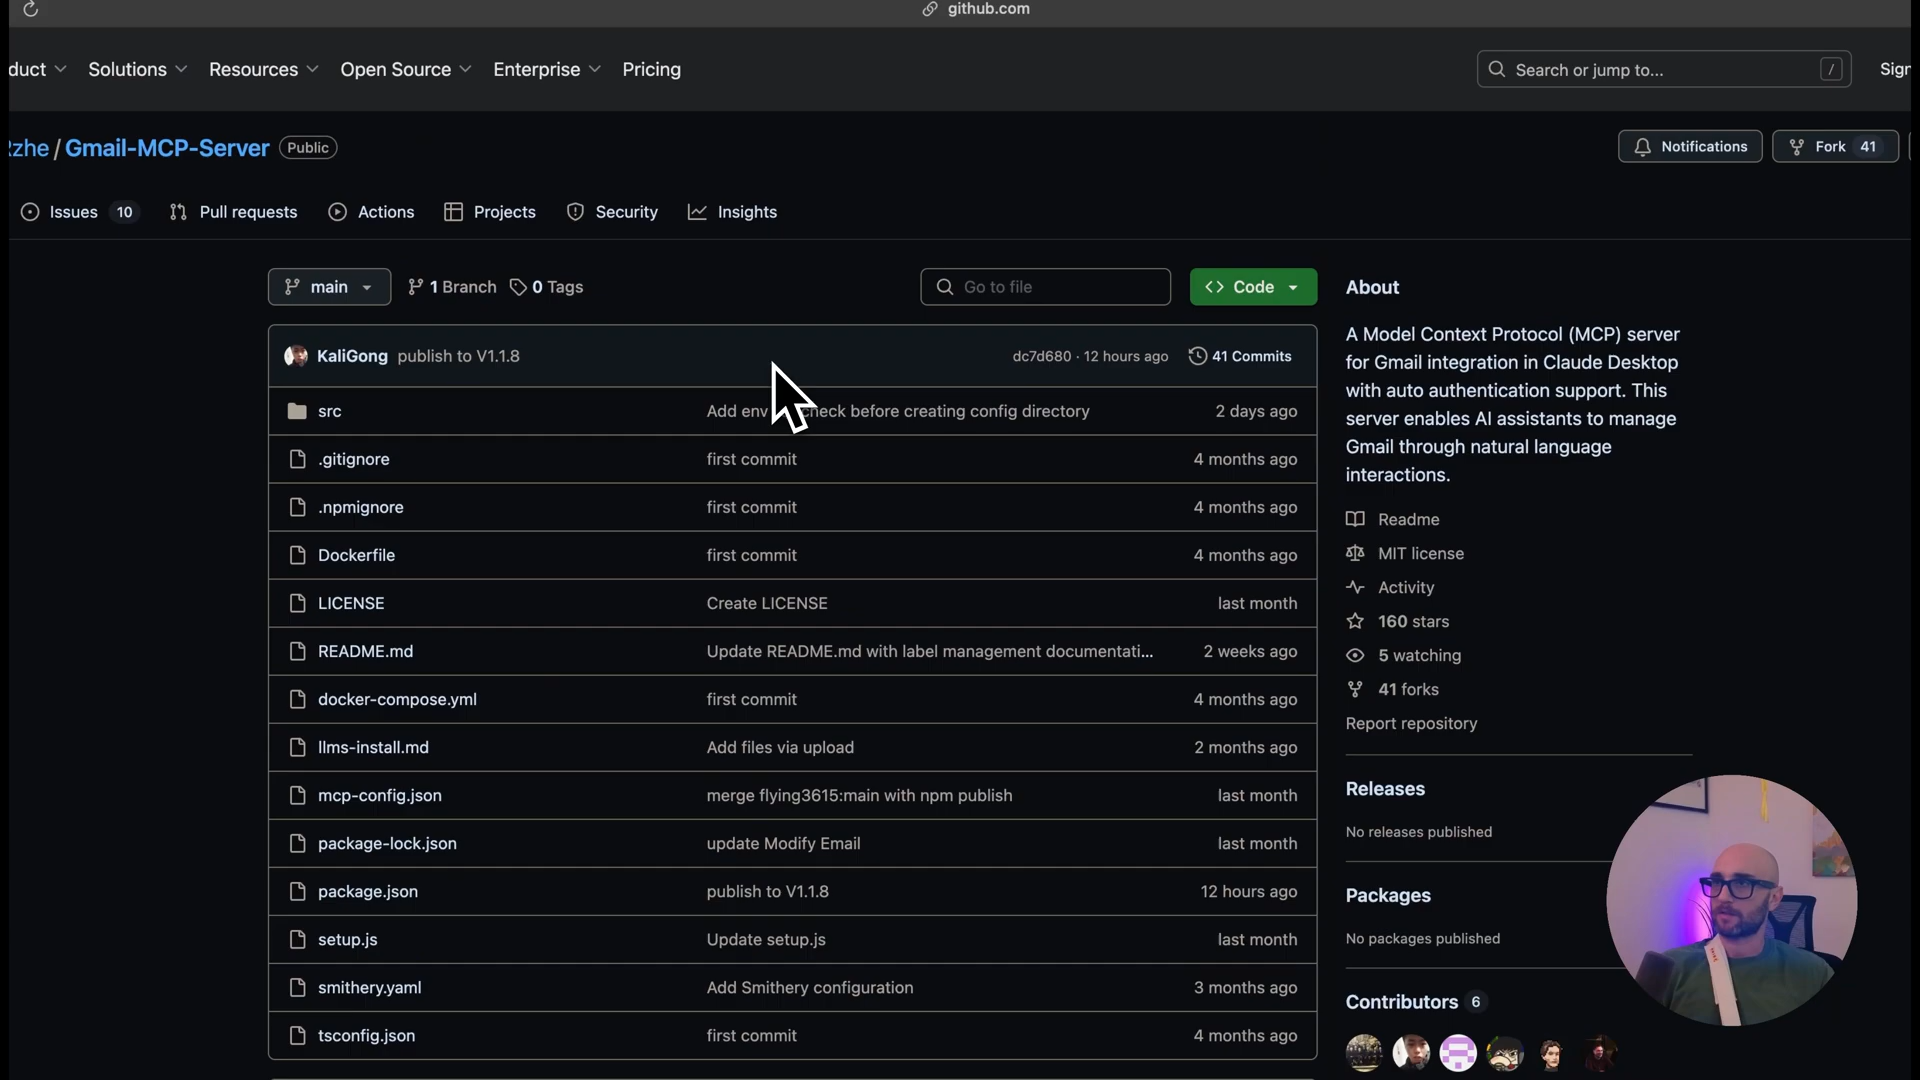 github.com
duct Solutions Resources Open Source Enterprise Pricing
Search or jump to... /
Sign
zhe / Gmail-MCP-Server Public
Notifications Fork 41
Issues 10 Pull requests Actions Projects Security Insights
main 1 Branch 0 Tags
Go to file Code
KaliGong publish to V1.1.8 dc7d680 · 12 hours ago 41 Commits
src Add env check before creating config directory 2 days ago
.gitignore first commit 4 months ago
.npmignore first commit 4 months ago
Dockerfile first commit 4 months ago
LICENSE Create LICENSE last month
README.md Update README.md with label management documentati... 2 weeks ago
docker-compose.yml first commit 4 months ago
llms-install.md Add files via upload 2 months ago
mcp-config.json merge flying3615:main with npm publish last month
package-lock.json update Modify Email last month
package.json publish to V1.1.8 12 hours ago
setup.js Update setup.js last month
smithery.yaml Add Smithery configuration 3 months ago
tsconfig.json first commit 4 months ago
About
A Model Context Protocol (MCP) server
for Gmail integration in Claude Desktop
with auto authentication support. This
server enables AI assistants to manage
Gmail through natural language
interactions.
Readme
MIT license
Activity
160 stars
5 watching
41 forks
Report repository
Releases
No releases published
Packages
No packages published
Contributors 6